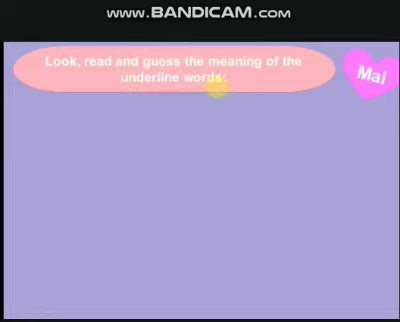 www.BANDICAM.com
Look, read and guess the meaning of the
underline words:
Mai